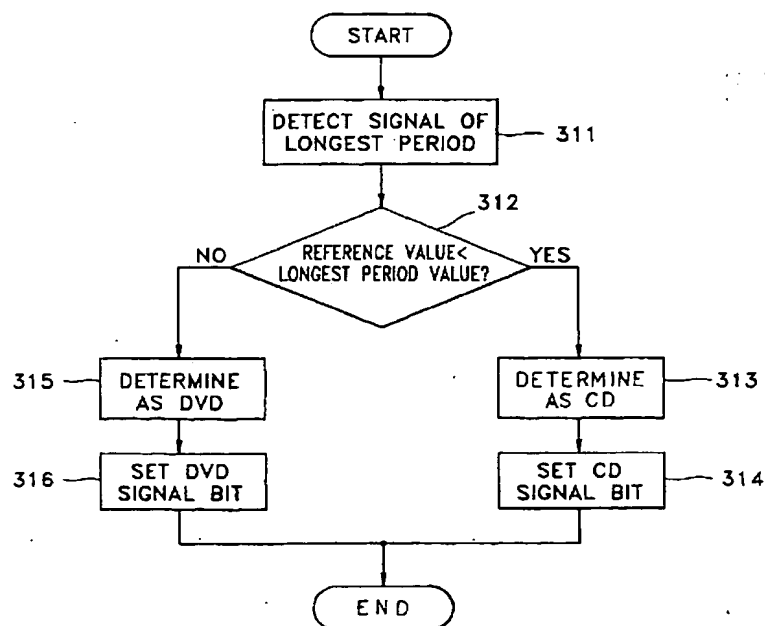 START
DETECT SIGNAL OF
LONGEST PERIOD
311
312
NO
REFERENCE VALUE<
LONGEST PERIOD VALUE?
YES
315
DETERMINE
AS DVD
DETERMINE
AS CD
313
316
SET DVD
SIGNAL BIT
SET CD
SIGNAL BIT
314
END